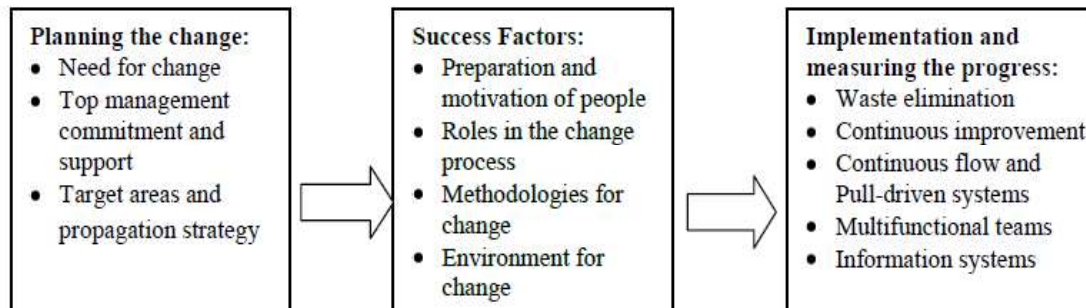 Planning the change:
• Need for change
• Top management
commitment and
support
• Target areas and
propagation strategy
Success Factors:
• Preparation and
motivation of people
• Roles in the change
process
• Methodologies for
change
• Environment for
change
Implementation and
measuring the progress:
• Waste elimination
• Continuous improvement
• Continuous flow and
Pull-driven systems
• Multifunctional teams
• Information systems